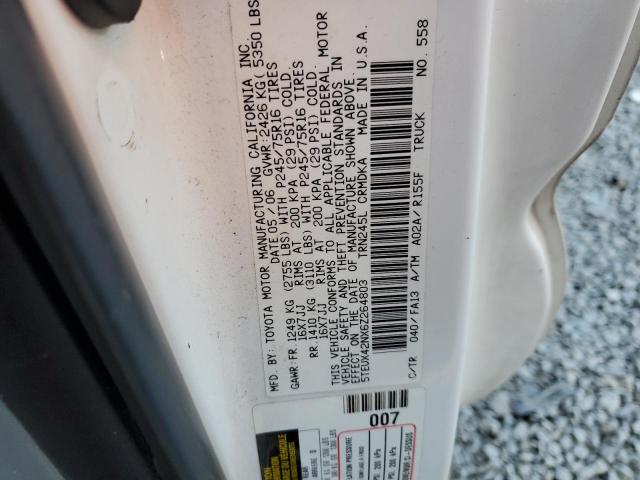 MFD. BY: TOYOTA MOTOR MANUFACTURING CALIFORNIA INC.
DATE 05 / 06 GVWR 2426 KG( 5350 LBS
GAWR: FR. 1249 KG (2755 LBS) WITH P245/75R16 TIRES
16X7JJ RIMS AT 200 KPA (29 PSI) COLD
RR. 1410 KG (3110 LBS) WITH P245/75R16 TIRES
16X7JJ RIMS AT 200 KPA (29 PSI) COLD.
THIS VEHICLE CONFORMS TO ALL APPLICABLE FEDERAL MOTOR
VEHICLE SAFETY AND THEFT PREVENTION STANDARDS IN
EFFECT ON THE DATE OF MANUFACTURE SHOWN ABOVE.
5TEUX42NX6Z264803 TRN245L CRMDKA MADE IN U.S.A.
C/TR 040/FA13 A/TM A02A/R155F TRUCK NO. 558
007